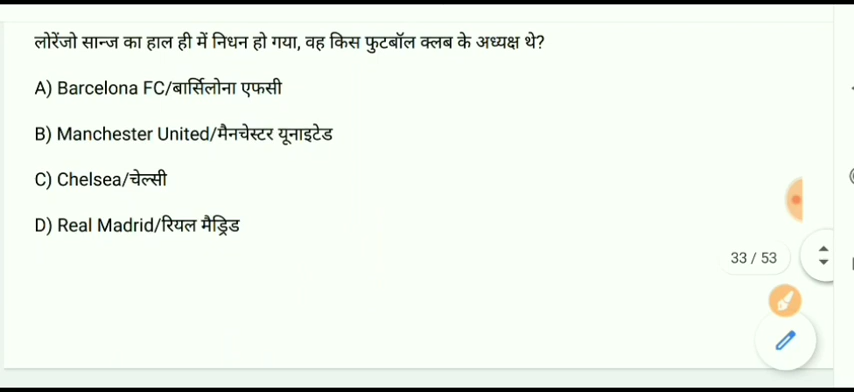 लोरेंजो सान्ज का हाल ही में निधन हो गया, वह किस फुटबॉल क्लब के अध्यक्ष थे?
A) Barcelona FC/बार्सिलोना एफसी
B) Manchester United/मैनचेस्टर यूनाइटेड
C) Chelsea/चेल्सी
D) Real Madrid/रियल मैड्रिड
33 / 53